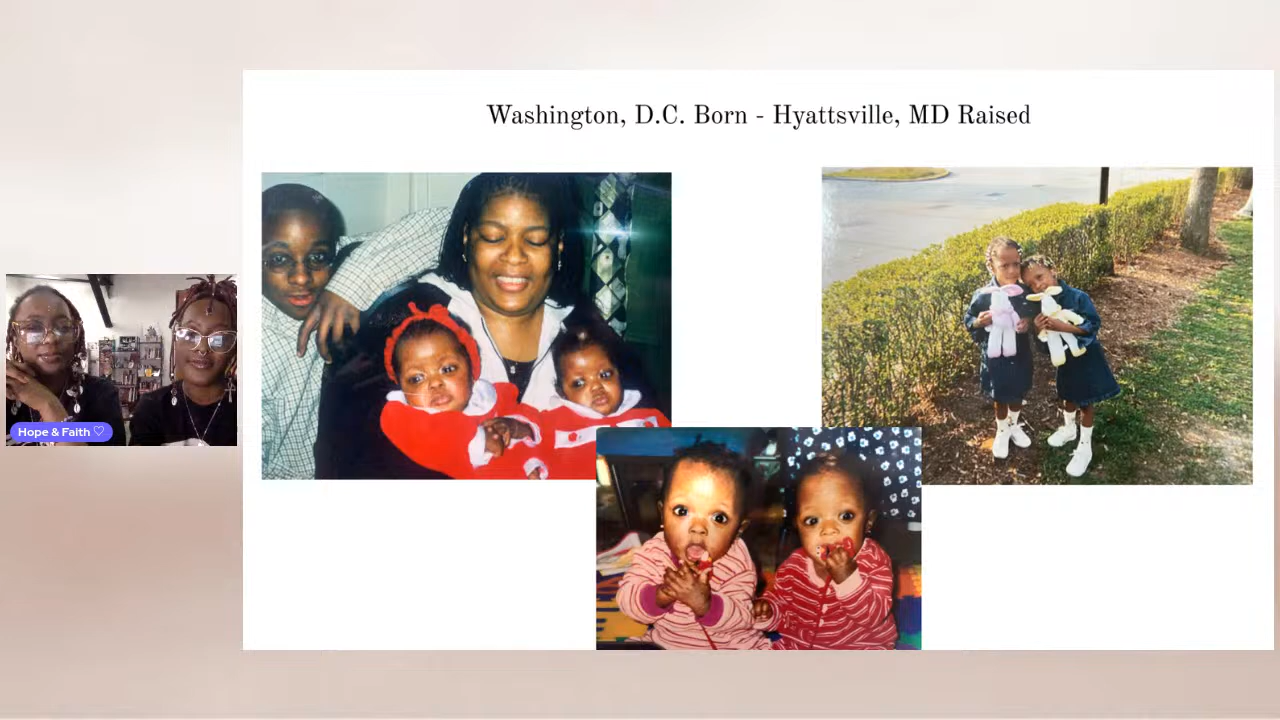 Washington, D.C. Born - Hyattsville, MD Raised
Hope & Faith ♡